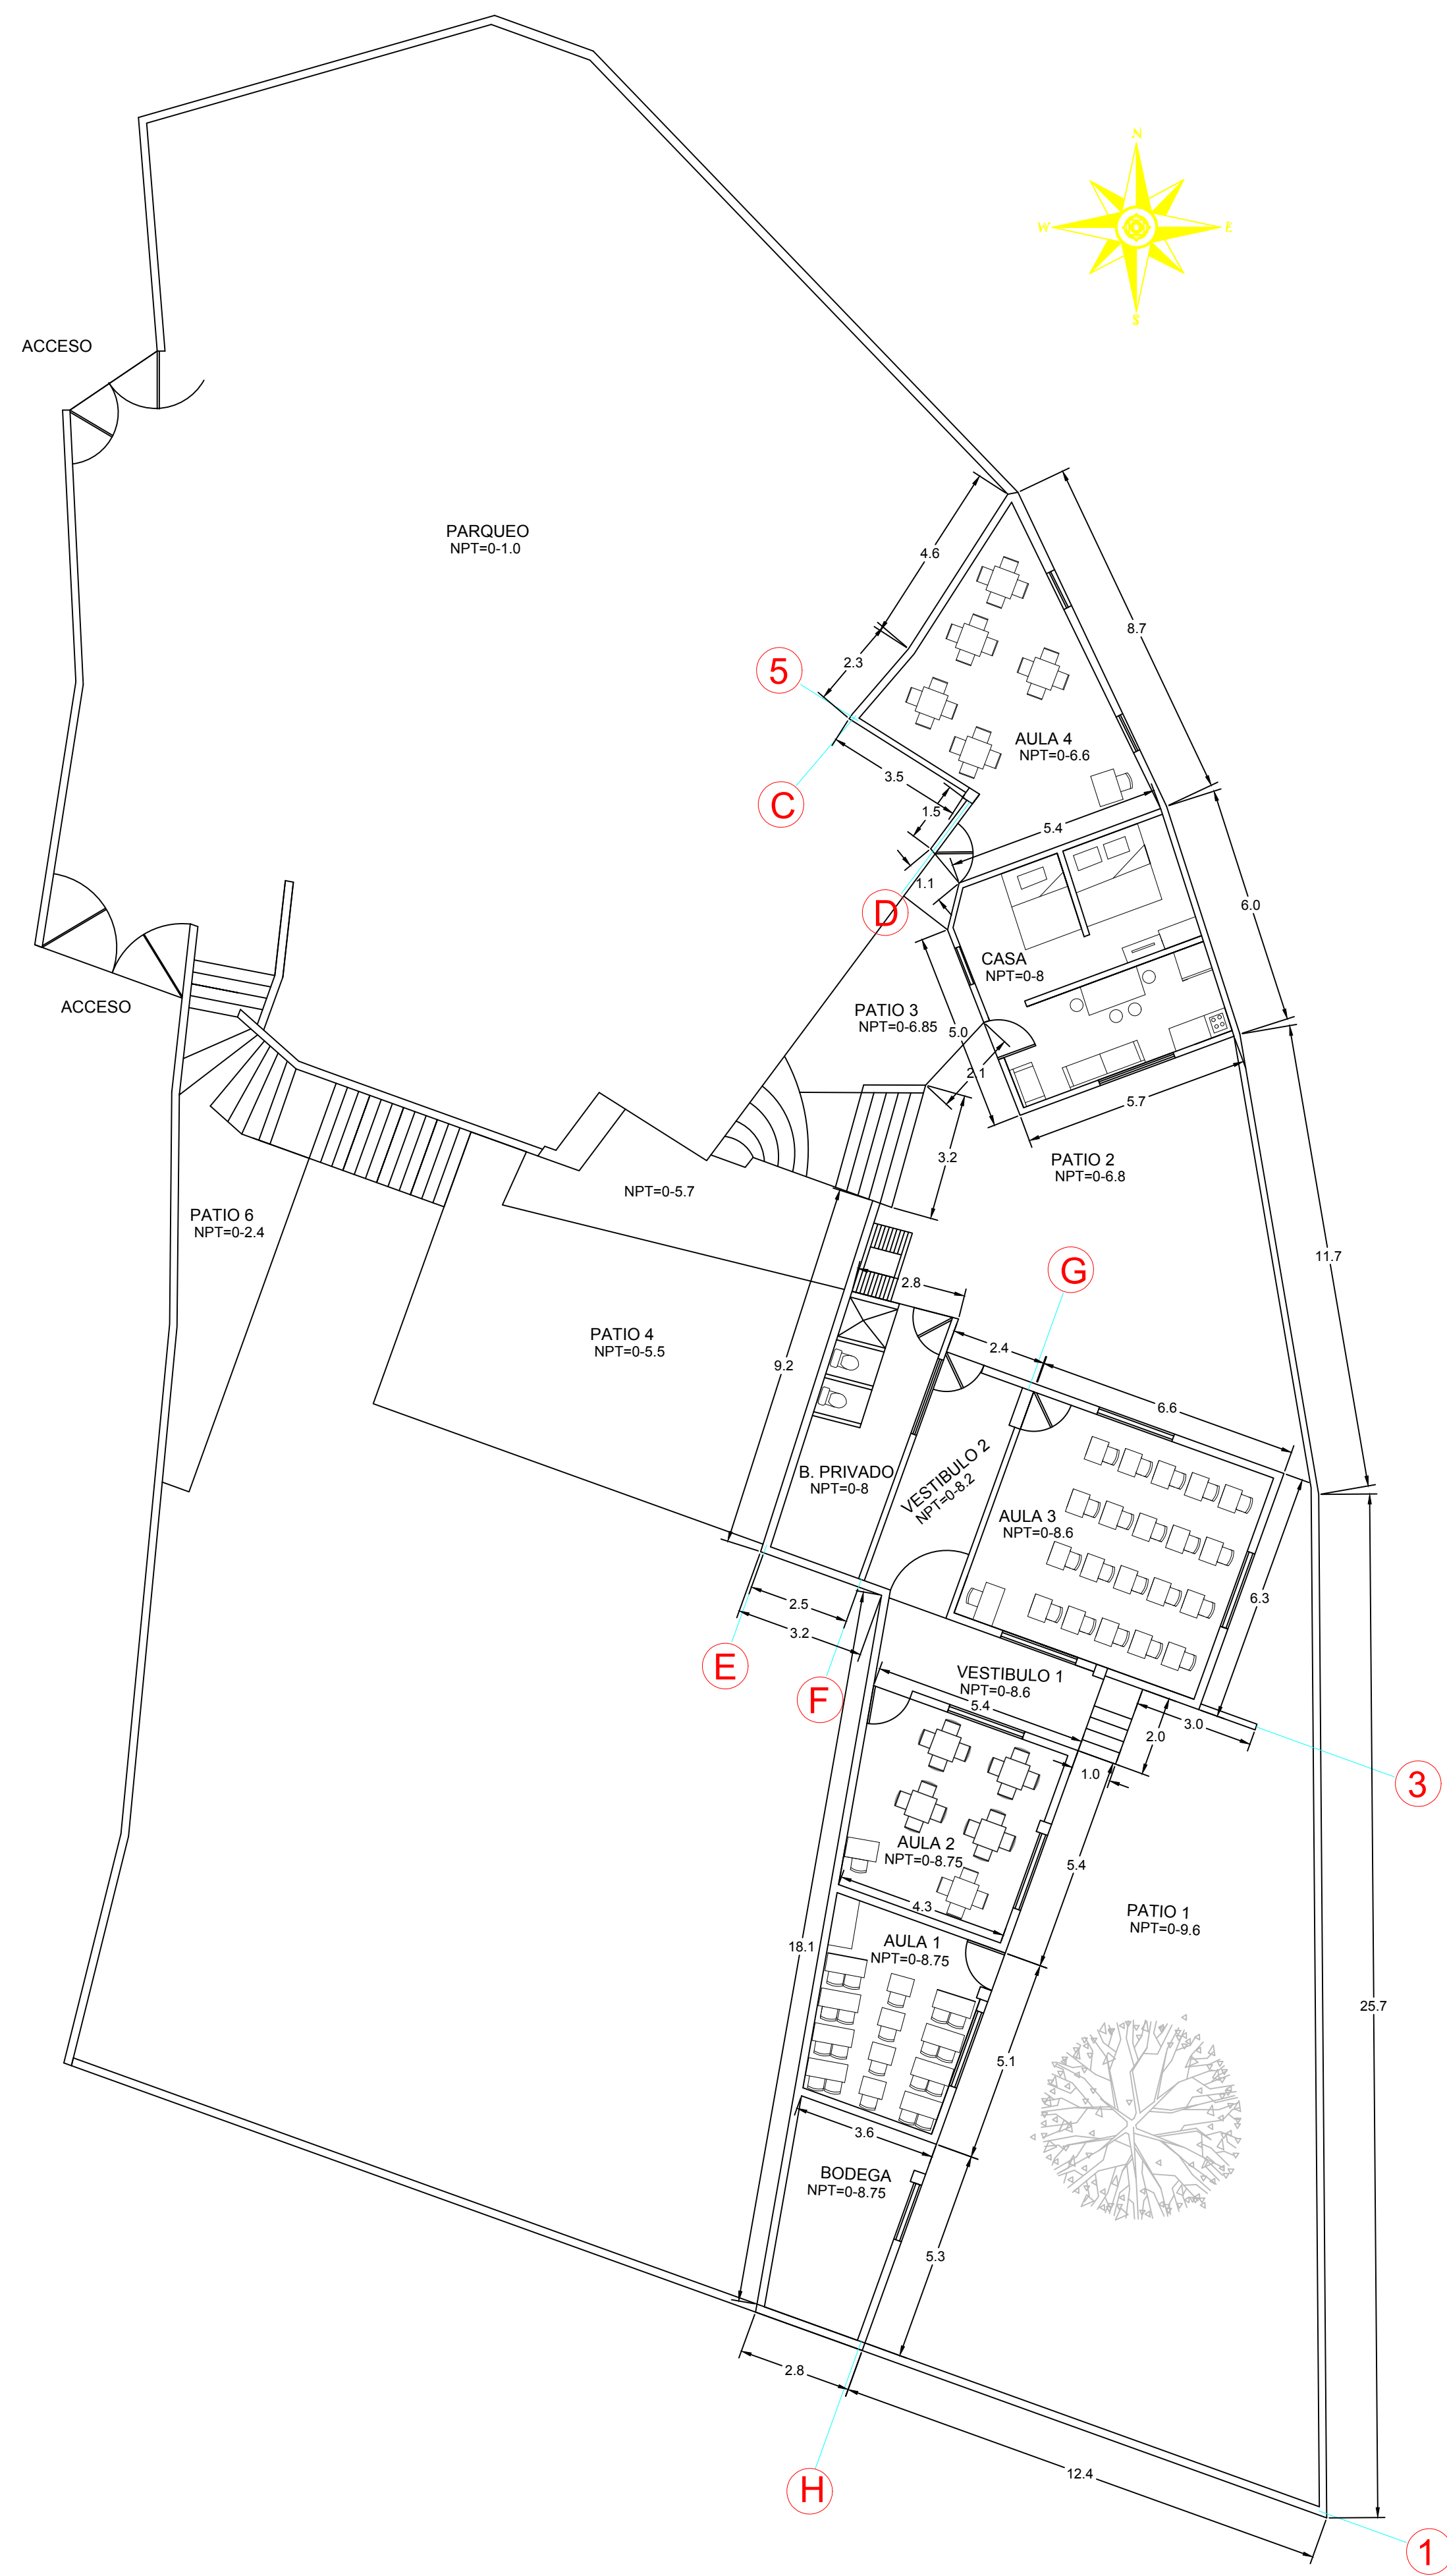 N
W
E
S
ACCESO
PARQUEO
NPT=0-1.0
4.6
8.7
2.3
5
AULA 4
NPT=0-6.6
3.5
C
1.5
5.4
1.1
D
6.0
CASA
NPT=0-8
ACCESO
PATIO 3
NPT=0-6.85
5.0
2.1
5.7
3.2
PATIO 2
NPT=0-6.8
NPT=0-5.7
PATIO 6
NPT=0-2.4
11.7
G
2.8
PATIO 4
NPT=0-5.5
2.4
9.2
6.6
B. PRIVADO
NPT=0-8
VESTIBULO 2
NPT=0-8.2
AULA 3
NPT=0-8.6
6.3
2.5
3.2
E
F
VESTIBULO 1
NPT=0-8.6
5.4
3.0
2.0
1.0
3
AULA 2
NPT=0-8.75
5.4
4.3
PATIO 1
NPT=0-9.6
AULA 1
NPT=0-8.75
18.1
25.7
5.1
3.6
BODEGA
NPT=0-8.75
5.3
2.8
12.4
H
1